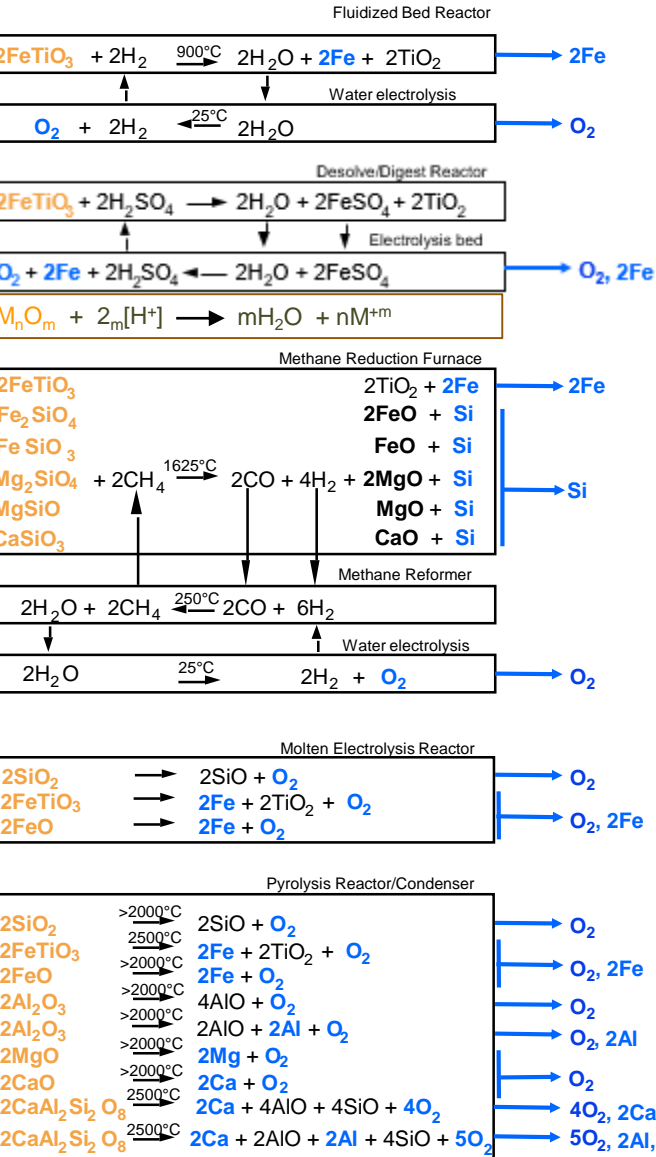 Fluidized Bed Reactor
2FeTiO3 + 2H2 900°C 2H2O + 2Fe + 2TiO2 2Fe
Water electrolysis
O2 + 2H2 25°C 2H2O O2
Desolve/Digest Reactor
2FeTiO3 + 2H2SO4 2H2O + 2FeSO4 + 2TiO2
Electrolysis bed
O2 + 2Fe + 2H2SO4 2H2O + 2FeSO4 O2, 2Fe
MnOm + 2m[H+] mH2O + nM+m
Methane Reduction Furnace
2FeTiO3 2TiO2 + 2Fe 2Fe
Fe2SiO4 2FeO + Si
Fe SiO3 FeO + Si
Mg2SiO4 + 2CH4 1625°C 2CO + 4H2 + 2MgO + Si Si
MgSiO MgO + Si
CaSiO3 CaO + Si
Methane Reformer
2H2O + 2CH4 250°C 2CO + 6H2
Water electrolysis
2H2O 25°C 2H2 + O2 O2
Molten Electrolysis Reactor
2SiO2 2SiO + O2 O2
2FeTiO3 2Fe + 2TiO2 + O2 O2, 2Fe
2FeO 2Fe + O2
Pyrolysis Reactor/Condenser
2SiO2 >2000°C 2SiO + O2 O2
2FeTiO3 2500°C 2Fe + 2TiO2 + O2 O2, 2Fe
2FeO >2000°C 2Fe + O2
2Al2O3 >2000°C 4AlO + O2 O2
2Al2O3 >2000°C 2AlO + 2Al + O2 O2, 2Al
2MgO >2000°C 2Mg + O2 O2
2CaO >2000°C 2Ca + O2
2CaAl2Si2 O8 2500°C 2Ca + 4AlO + 4SiO + 4O2 4O2, 2Ca
2CaAl2Si2 O8 2500°C 2Ca + 2AlO + 2Al + 4SiO + 5O2 5O2, 2Al,